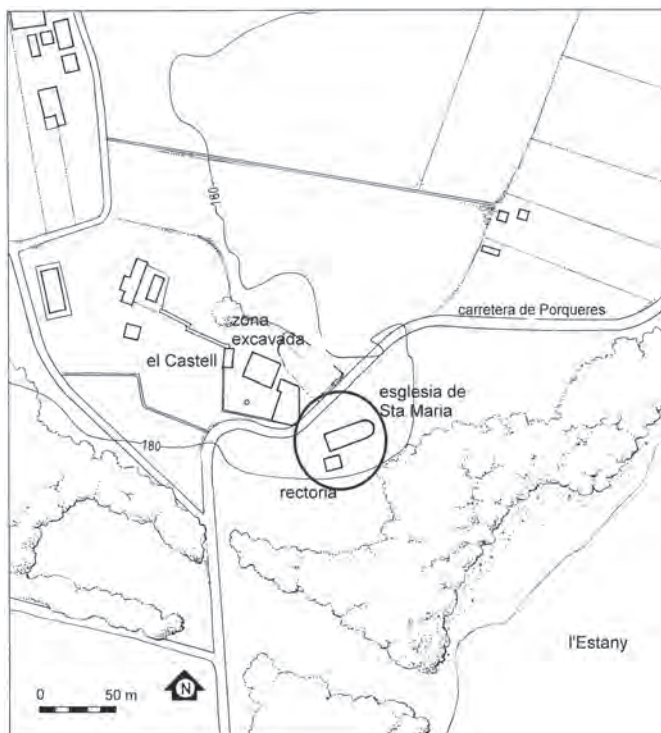 180
carretera de Porqueres
zona
excavada
el Castell
esglesia de
Sta. Maria
180
rectoria
l'Estany
0 50 m
N